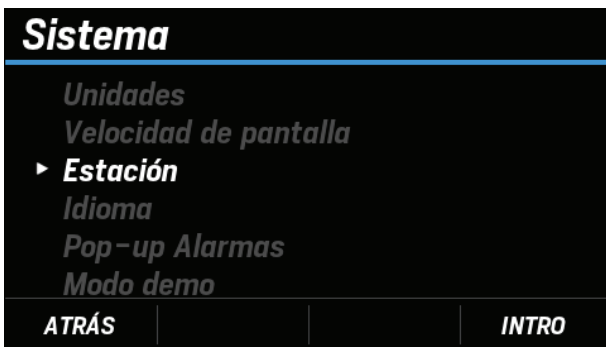 Sistema
Unidades
Velocidad de pantalla
Estación
Idioma
Pop-up Alarmas
Modo demo
ATRÁS INTRO